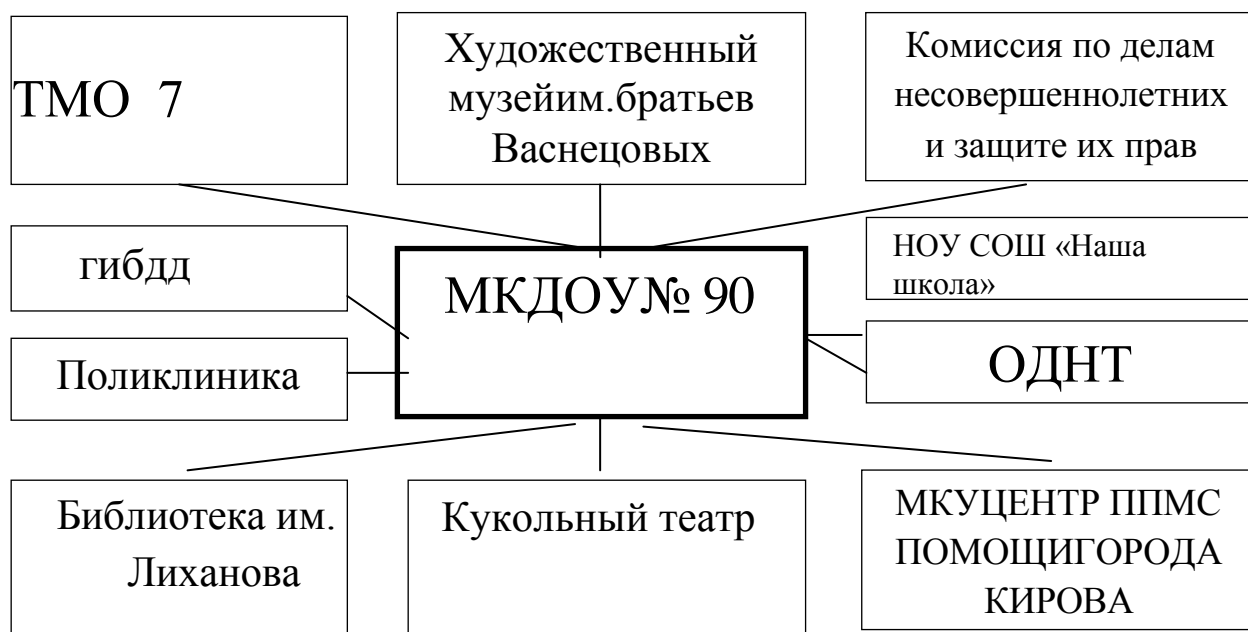 ТМО 7
Художественный
музейим.братьев
Васнецовых
Комиссия по делам
несовершеннолетних
и защите их прав
гибдд
МКДОУ№ 90
НОУ СОШ «Наша
школа»
Поликлиника
ОДНТ
Библиотека им.
Лиханова
Кукольный театр
МКУЦЕНТР ППМС
ПОМОЩИГОРОДА
КИРОВА